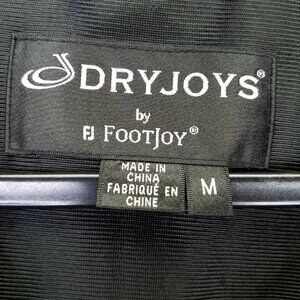 DRYJOYS®
by
FJ FOOTJOY®
MADE IN
CHINA
FABRIQUÉ EN
CHINE
M